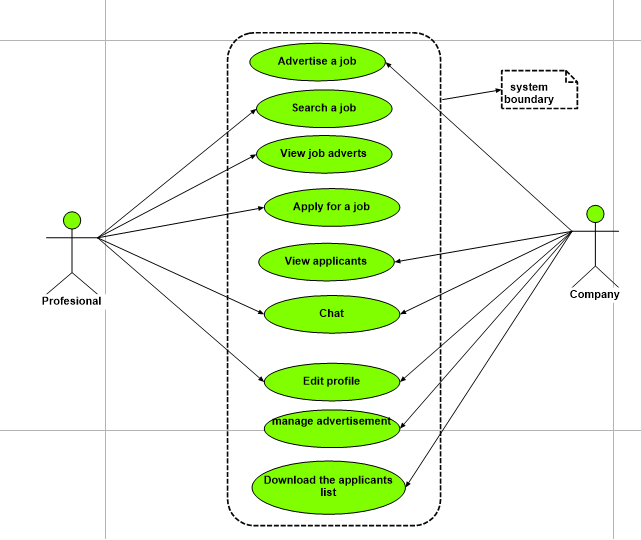 Advertise a job
Search a job
View job adverts
Apply for a job
View applicants
Chat
Edit profile
manage advertisement
Download the applicants
list
system
boundary
Profesional
Company